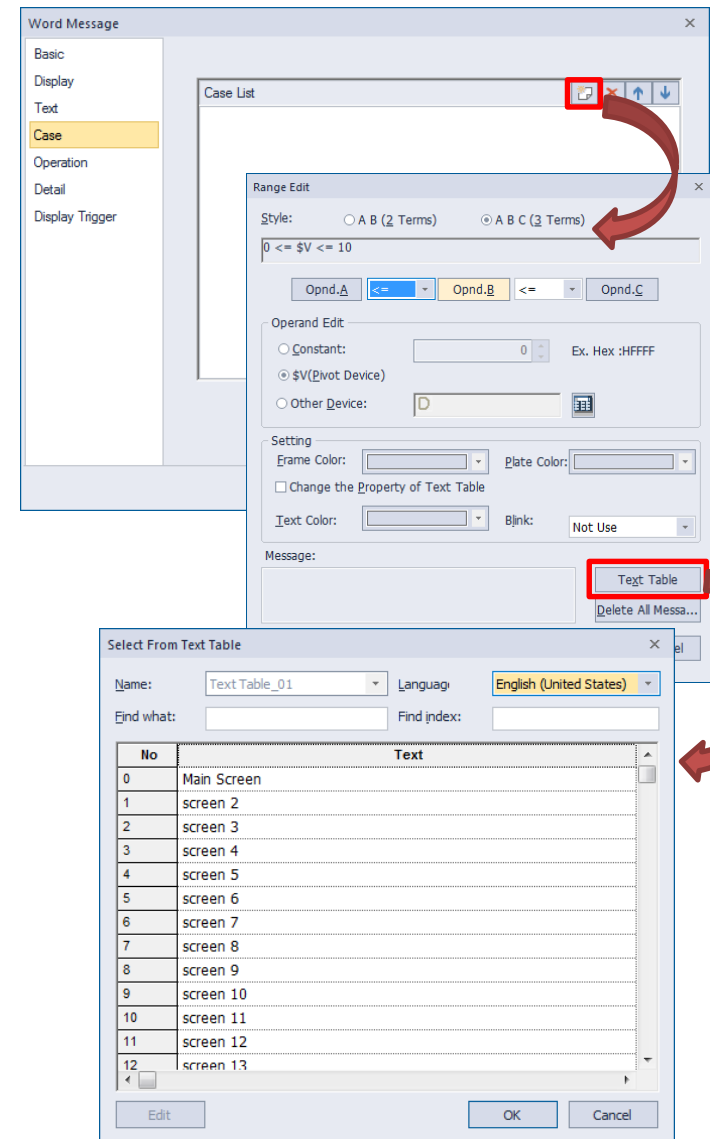 Word Message
Basic
Display
Text
Case
Operation
Detail
Display Trigger
Case List
Range Edit
Style: A B (2 Terms) A B C (3 Terms)
0 <= $V <= 10
Opnd.A <= Opnd.B <= Opnd.C
Operand Edit
Constant: 0 Ex. Hex :HFFFF
$V(Pivot Device)
Other Device: D
Setting
Frame Color: Plate Color:
Change the Property of Text Table
Text Color: Blink: Not Use
Message:
Text Table
Delete All Messa...
el
Select From Text Table
Name: Text Table_01 Languag English (United States)
Find what: Find index:
No Text
0 Main Screen
1 screen 2
2 screen 3
3 screen 4
4 screen 5
5 screen 6
6 screen 7
7 screen 8
8 screen 9
9 screen 10
10 screen 11
11 screen 12
12 screen 13
Edit OK Cancel